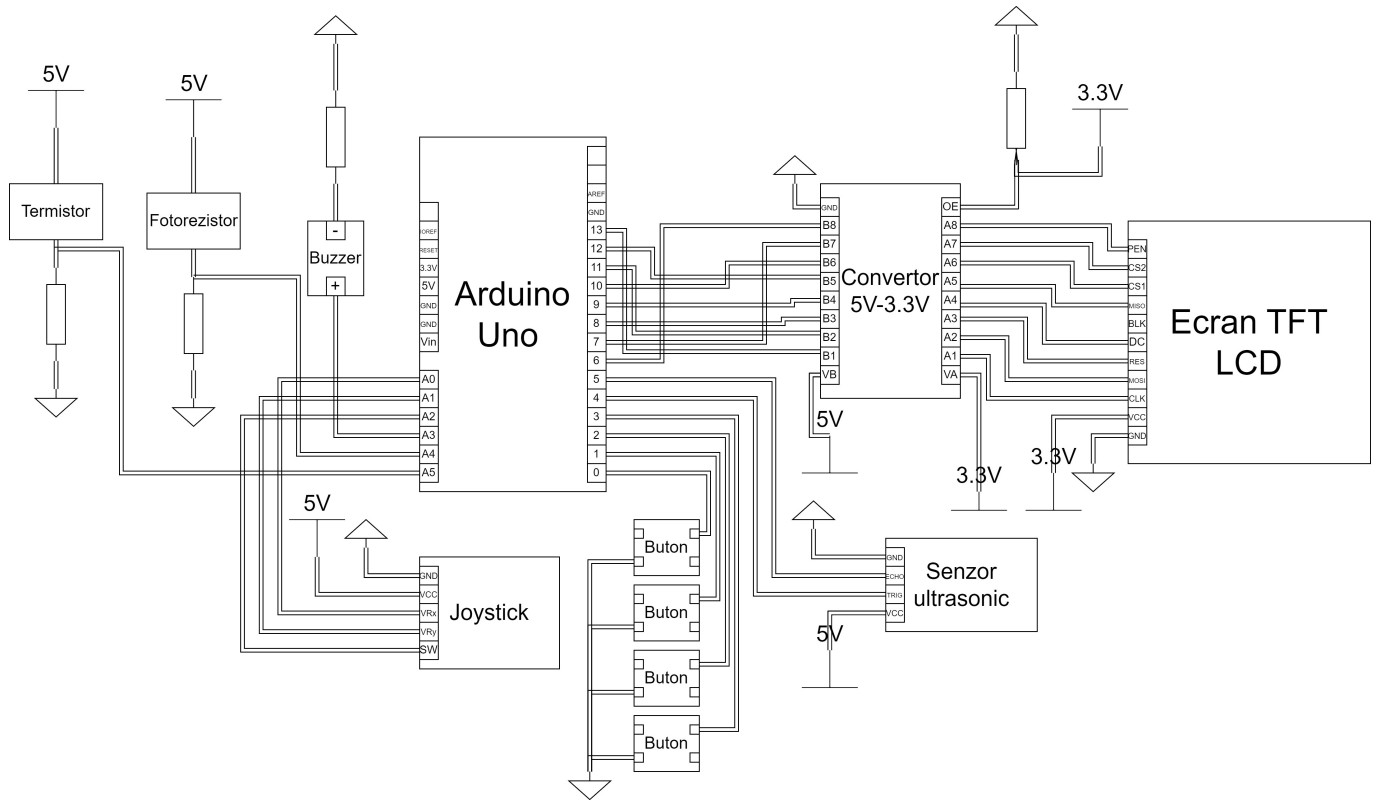 5V
Termistor
5V
Fotorezistor
-
Buzzer
+
Arduino
Uno
IOREF
RESET
3.3V
5V
GND
GND
Vin
A0
A1
A2
A3
A4
A5
AREF
GND
13
12
11
10
9
8
7
6
5
4
3
2
1
0
GND
B8
B7
B6
B5
B4
B3
B2
B1
VB
Convertor
5V-3.3V
OE
A8
A7
A6
A5
A4
A3
A2
A1
VA
3.3V
5V
3.3V
3.3V
PEN
CS2
CS1
MISO
BLK
DC
RES
MOSI
CLK
VCC
GND
Ecran TFT
LCD
5V
GND
VCC
VRx
VRy
SW
Joystick
Buton
Buton
Buton
Buton
GND
ECHO
TRIG
VCC
Senzor
ultrasonic
5V